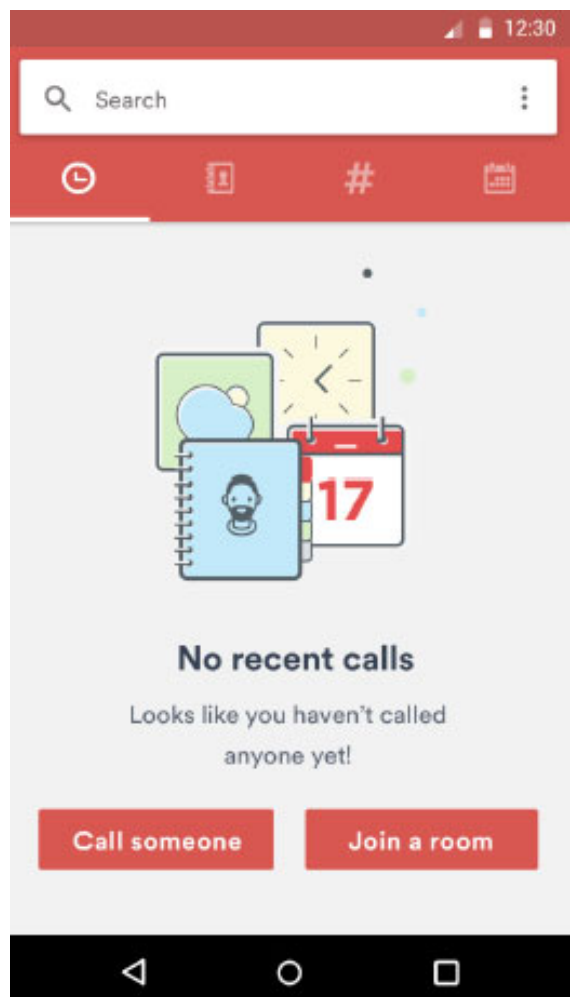 12:30
Search
#
17
No recent calls
Looks like you haven't called
anyone yet!
Call someone
Join a room